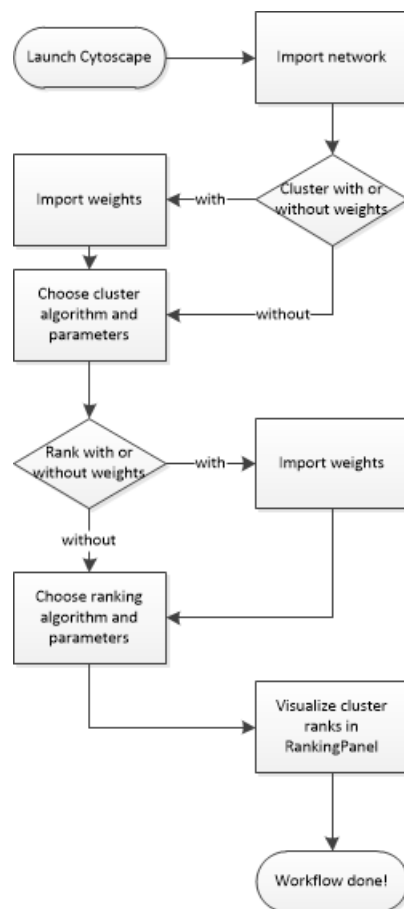 Launch Cytoscape
Import network
Cluster with or
without weights
with
Import weights
Choose cluster
algorithm and
parameters
without
Rank with or
without weights
with
Import weights
without
Choose ranking
algorithm and
parameters
Visualize cluster
ranks in
RankingPanel
Workflow done!